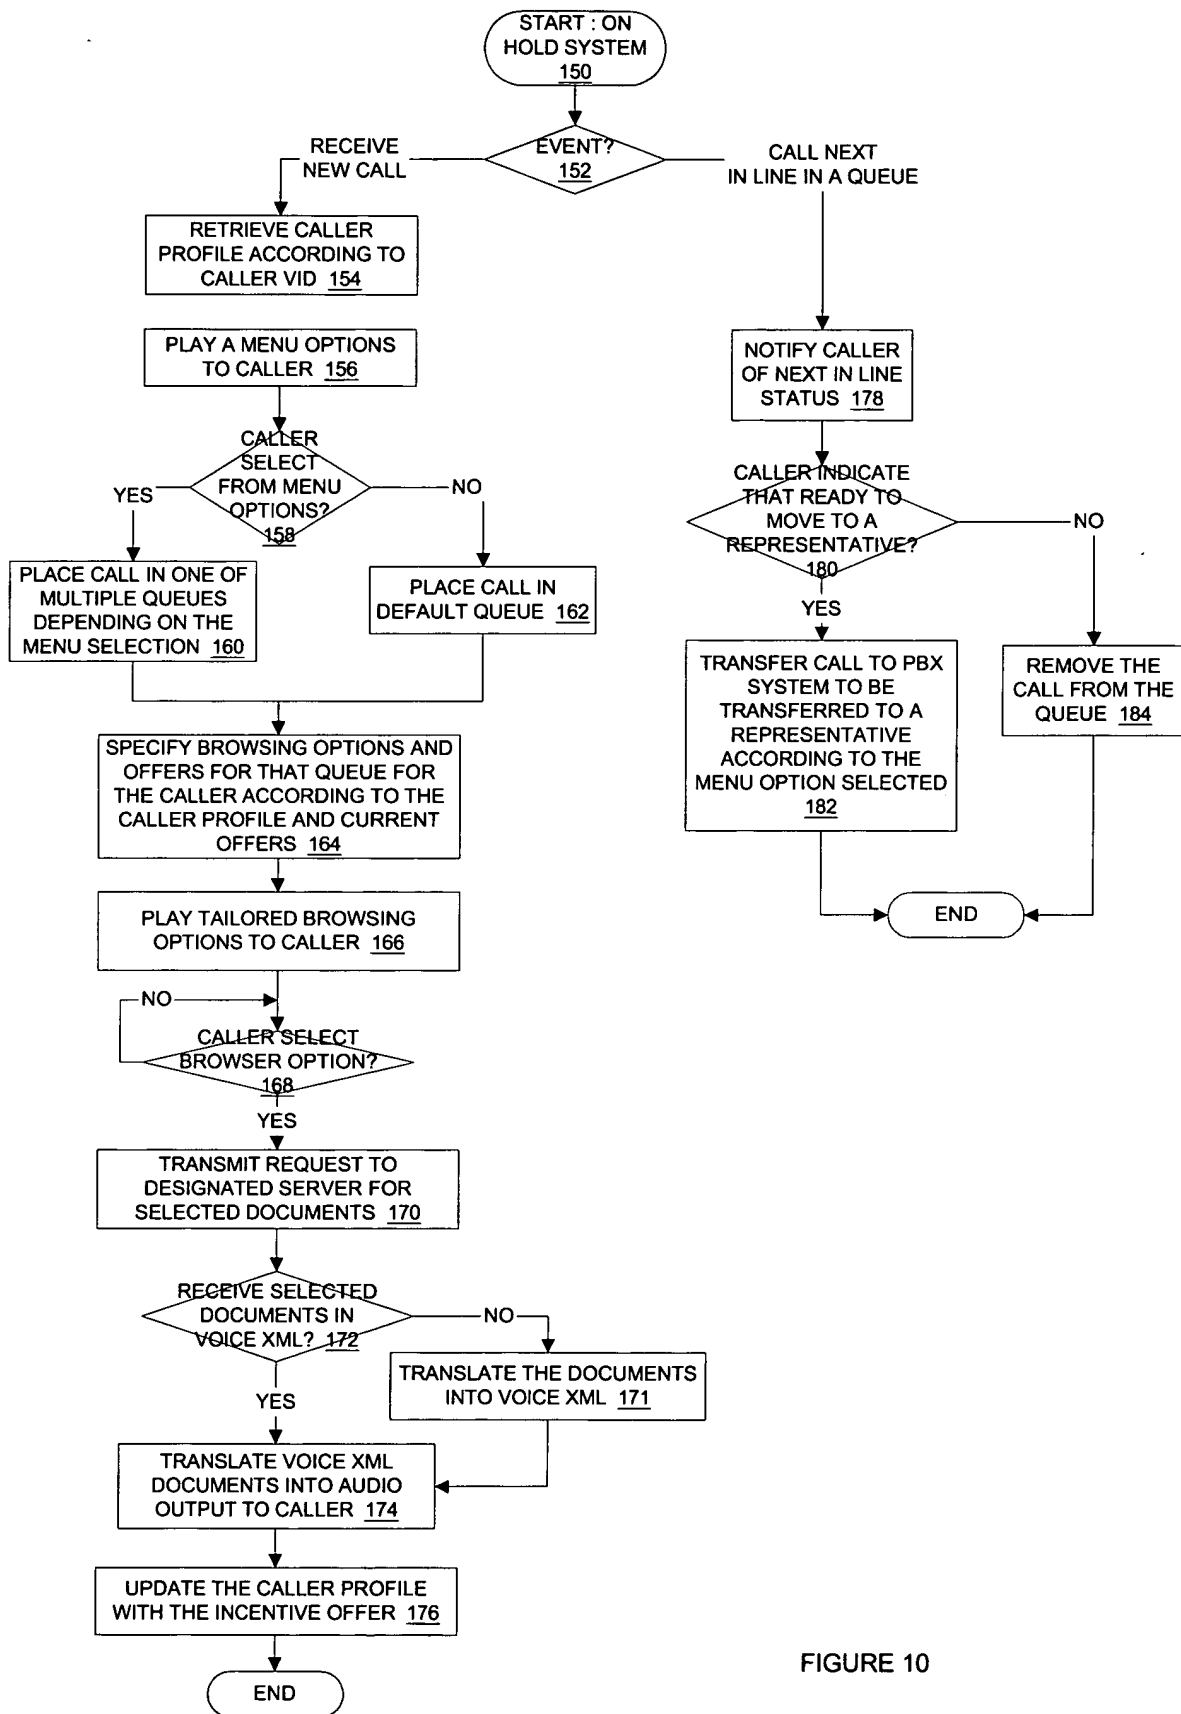 START : ON
HOLD SYSTEM
150
EVENT?
152
RECEIVE
NEW CALL
CALL NEXT
IN LINE IN A QUEUE
RETRIEVE CALLER
PROFILE ACCORDING TO
CALLER VID 154
PLAY A MENU OPTIONS
TO CALLER 156
CALLER
SELECT
FROM MENU
OPTIONS?
158
YES
NO
PLACE CALL IN ONE OF
MULTIPLE QUEUES
DEPENDING ON THE
MENU SELECTION 160
PLACE CALL IN
DEFAULT QUEUE 162
SPECIFY BROWSING OPTIONS AND
OFFERS FOR THAT QUEUE FOR
THE CALLER ACCORDING TO THE
CALLER PROFILE AND CURRENT
OFFERS 164
PLAY TAILORED BROWSING
OPTIONS TO CALLER 166
NO
CALLER SELECT
BROWSER OPTION?
168
YES
TRANSMIT REQUEST TO
DESIGNATED SERVER FOR
SELECTED DOCUMENTS 170
RECEIVE SELECTED
DOCUMENTS IN
VOICE XML? 172
NO
YES
TRANSLATE THE DOCUMENTS
INTO VOICE XML 171
TRANSLATE VOICE XML
DOCUMENTS INTO AUDIO
OUTPUT TO CALLER 174
UPDATE THE CALLER PROFILE
WITH THE INCENTIVE OFFER 176
END
NOTIFY CALLER
OF NEXT IN LINE
STATUS 178
CALLER INDICATE
THAT READY TO
MOVE TO A
REPRESENTATIVE?
180
NO
YES
TRANSFER CALL TO PBX
SYSTEM TO BE
TRANSFERRED TO A
REPRESENTATIVE
ACCORDING TO THE
MENU OPTION SELECTED
182
REMOVE THE
CALL FROM THE
QUEUE 184
END
FIGURE 10